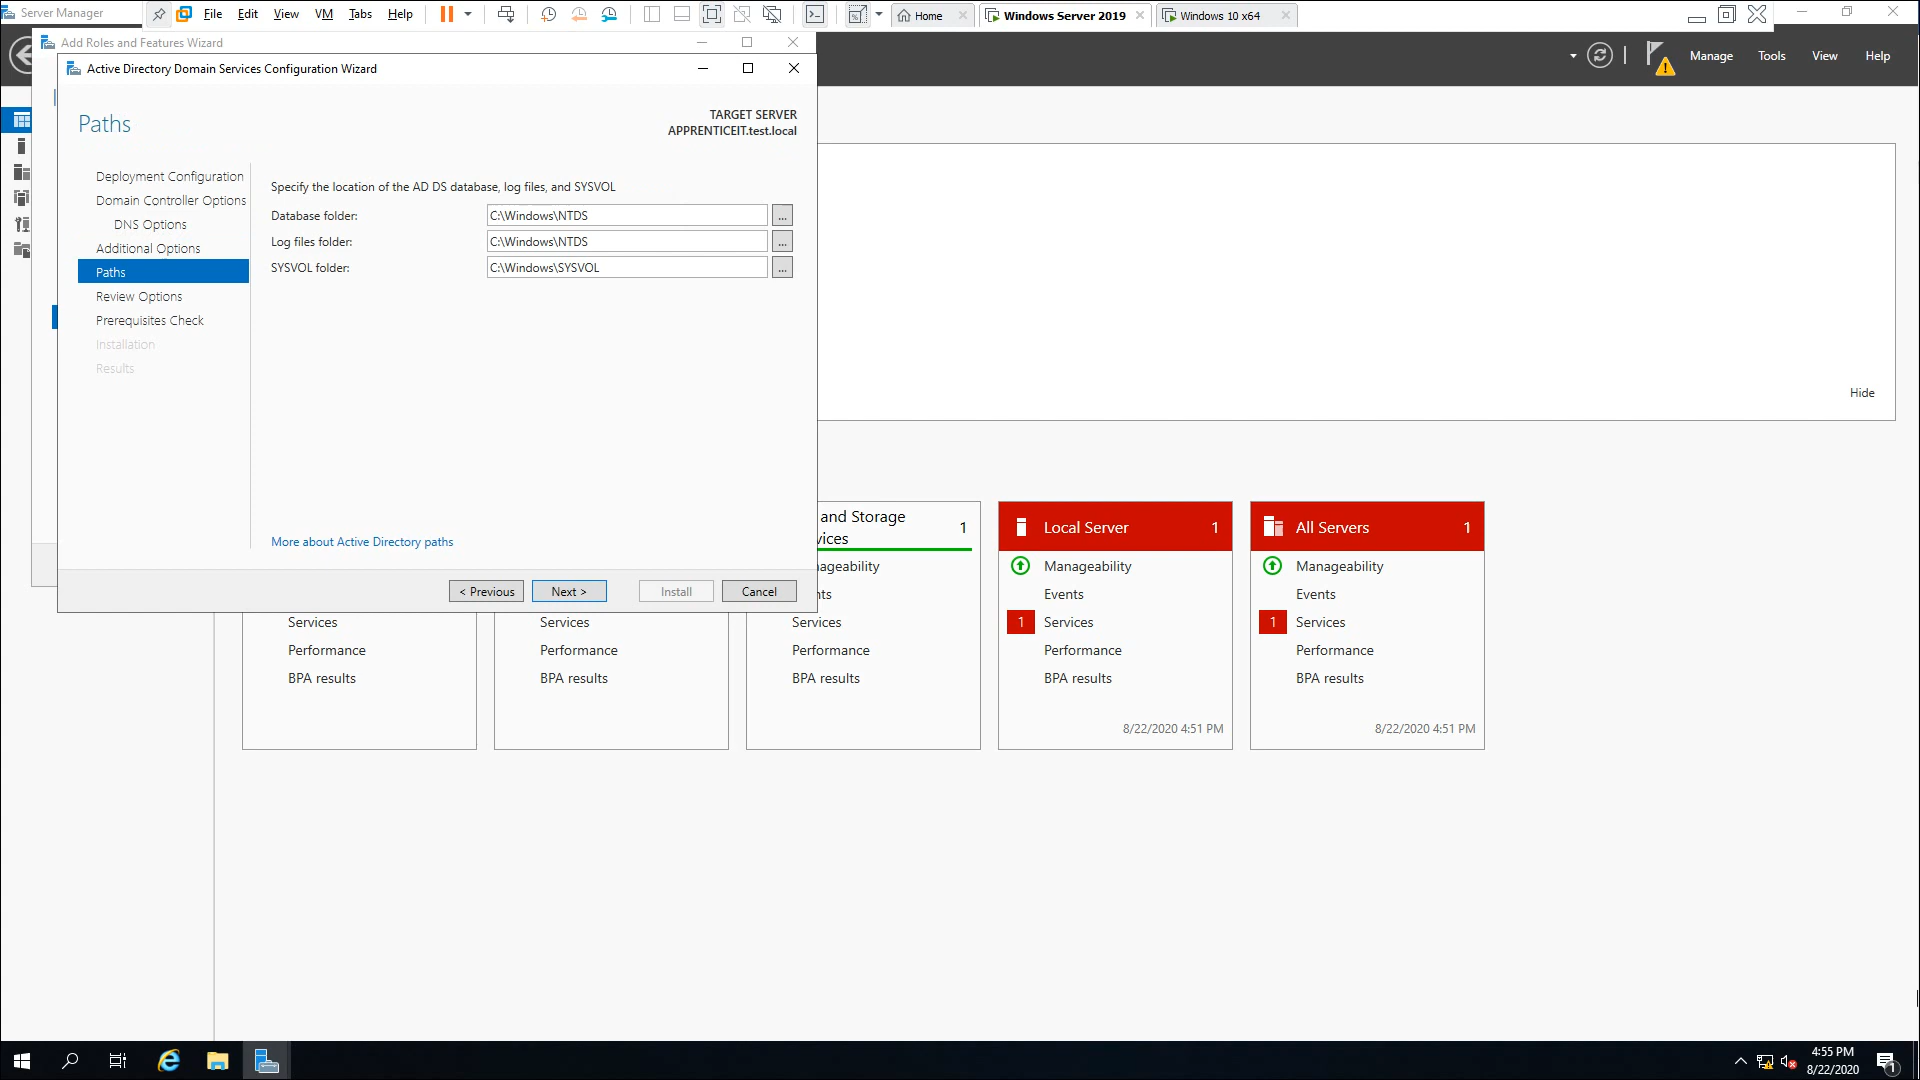 Server Manager
File Edit View VM Tabs Help
Home
Windows Server 2019
Windows 10 x64
Add Roles and Features Wizard
Manage Tools View Help
Active Directory Domain Services Configuration Wizard
Paths
TARGET SERVER
APPRENTICEIT.test.local
Deployment Configuration
Domain Controller Options
DNS Options
Additional Options
Paths
Review Options
Prerequisites Check
Installation
Results
Specify the location of the AD DS database, log files, and SYSVOL
Database folder: C:\Windows\NTDS ...
Log files folder: C:\Windows\NTDS ...
SYSVOL folder: C:\Windows\SYSVOL ...
More about Active Directory paths
< Previous Next > Install Cancel
Hide
Services
Performance
BPA results
Services
Performance
BPA results
and Storage 1
Services
Performance
BPA results
Local Server 1
Manageability
Events
1 Services
Performance
BPA results
8/22/2020 4:51 PM
All Servers 1
Manageability
Events
1 Services
Performance
BPA results
8/22/2020 4:51 PM
4:55 PM
8/22/2020
1